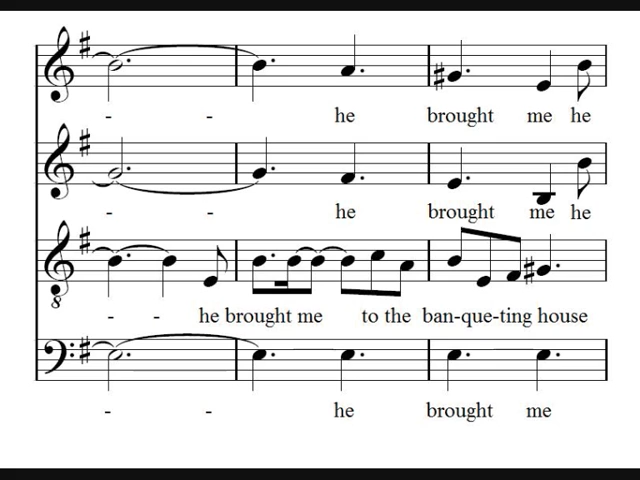 - - he brought me he
- - he brought me he
8
- - he brought me to the ban-que-ting house
- - he brought me